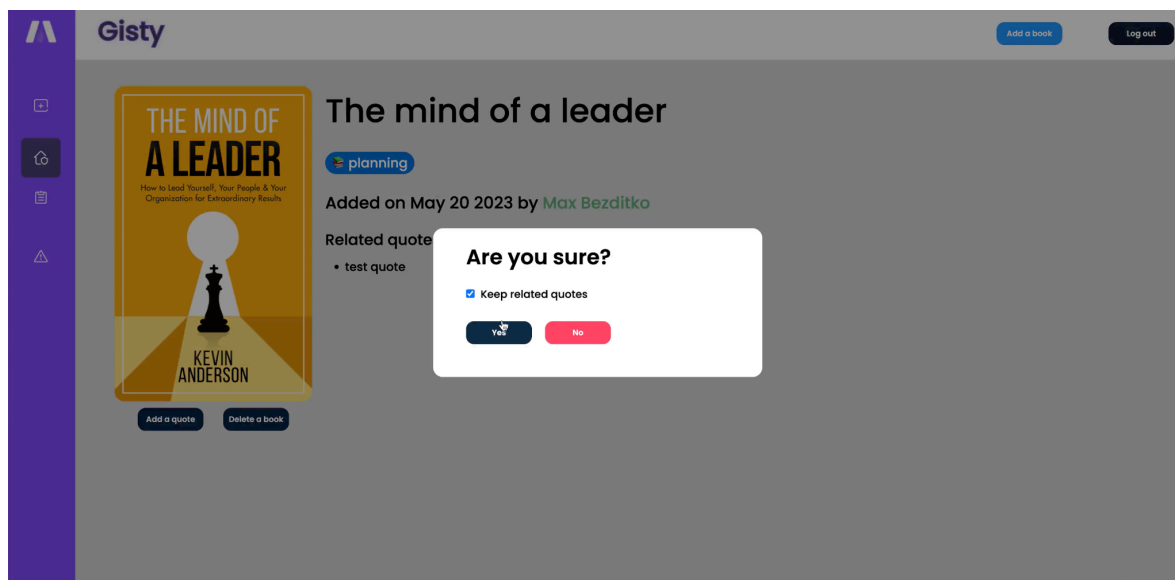 Gisty
Add a book
Log out
THE MIND OF
A LEADER
How to Lead Yourself, Your People & Your
Organization for Extraordinary Results
KEVIN
ANDERSON
Add a quote
Delete a book
The mind of a leader
planning
Added on May 20 2023 by Max Bezditko
Related quote
• test quote
Are you sure?
Keep related quotes
Yes
No